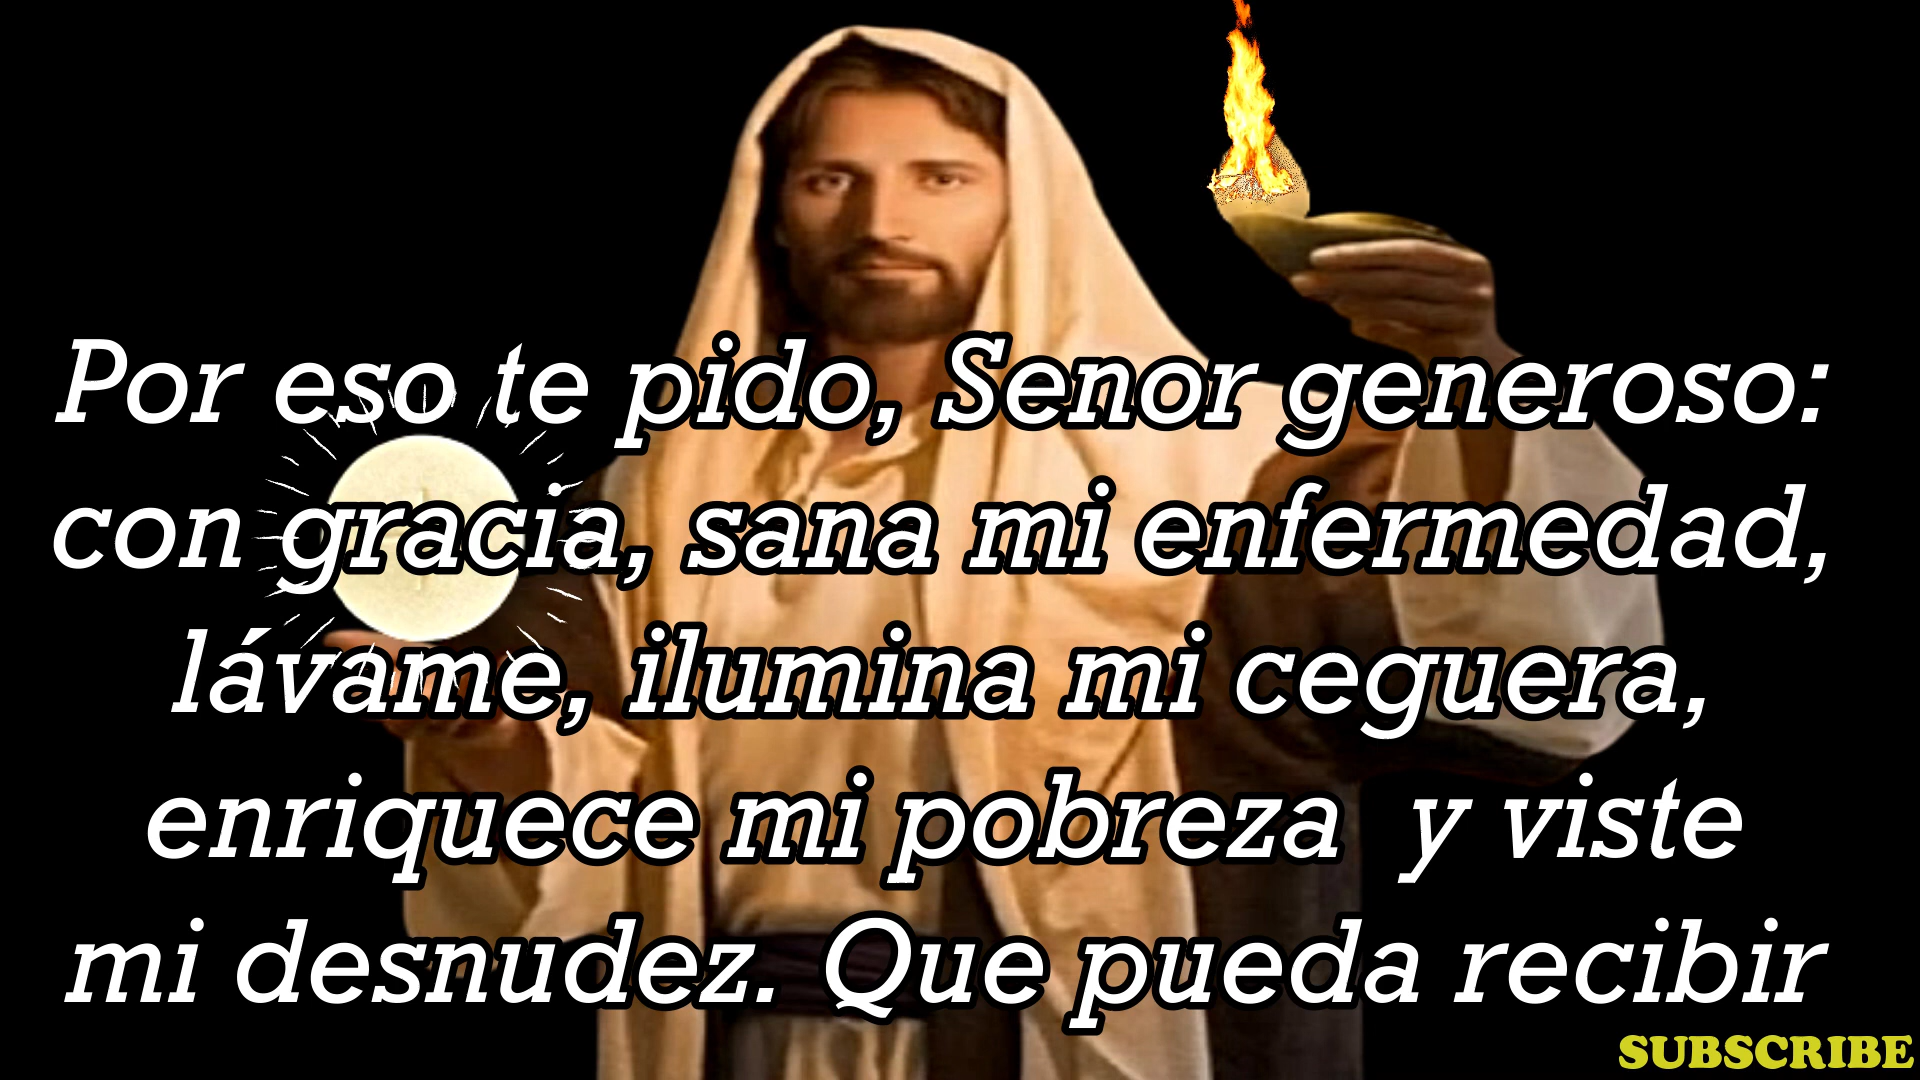 Por eso te pido, Senor generoso:
con gracia, sana mi enfermedad,
lávame, ilumina mi ceguera,
enriquece mi pobreza  y viste
mi desnudez. Que pueda recibir
SUBSCRIBE